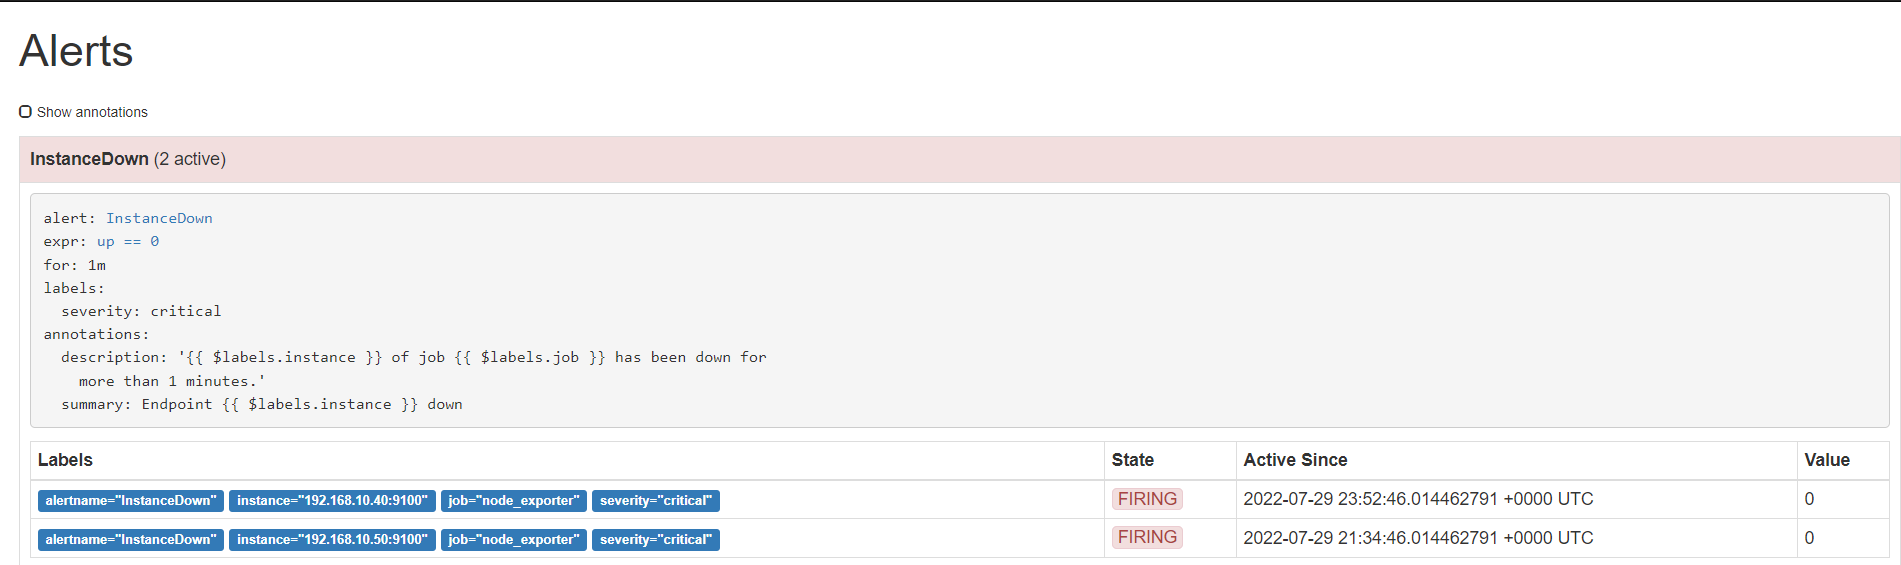 Alerts
Show annotations
InstanceDown (2 active)
alert: InstanceDown
expr: up == 0
for: 1m
labels:
  severity: critical
annotations:
  description: '{{ $labels.instance }} of job {{ $labels.job }} has been down for
    more than 1 minutes.'
  summary: Endpoint {{ $labels.instance }} down
Labels State Active Since Value
alertname="InstanceDown" instance="192.168.10.40:9100" job="node_exporter" severity="critical" FIRING 2022-07-29 23:52:46.014462791 +0000 UTC 0
alertname="InstanceDown" instance="192.168.10.50:9100" job="node_exporter" severity="critical" FIRING 2022-07-29 21:34:46.014462791 +0000 UTC 0